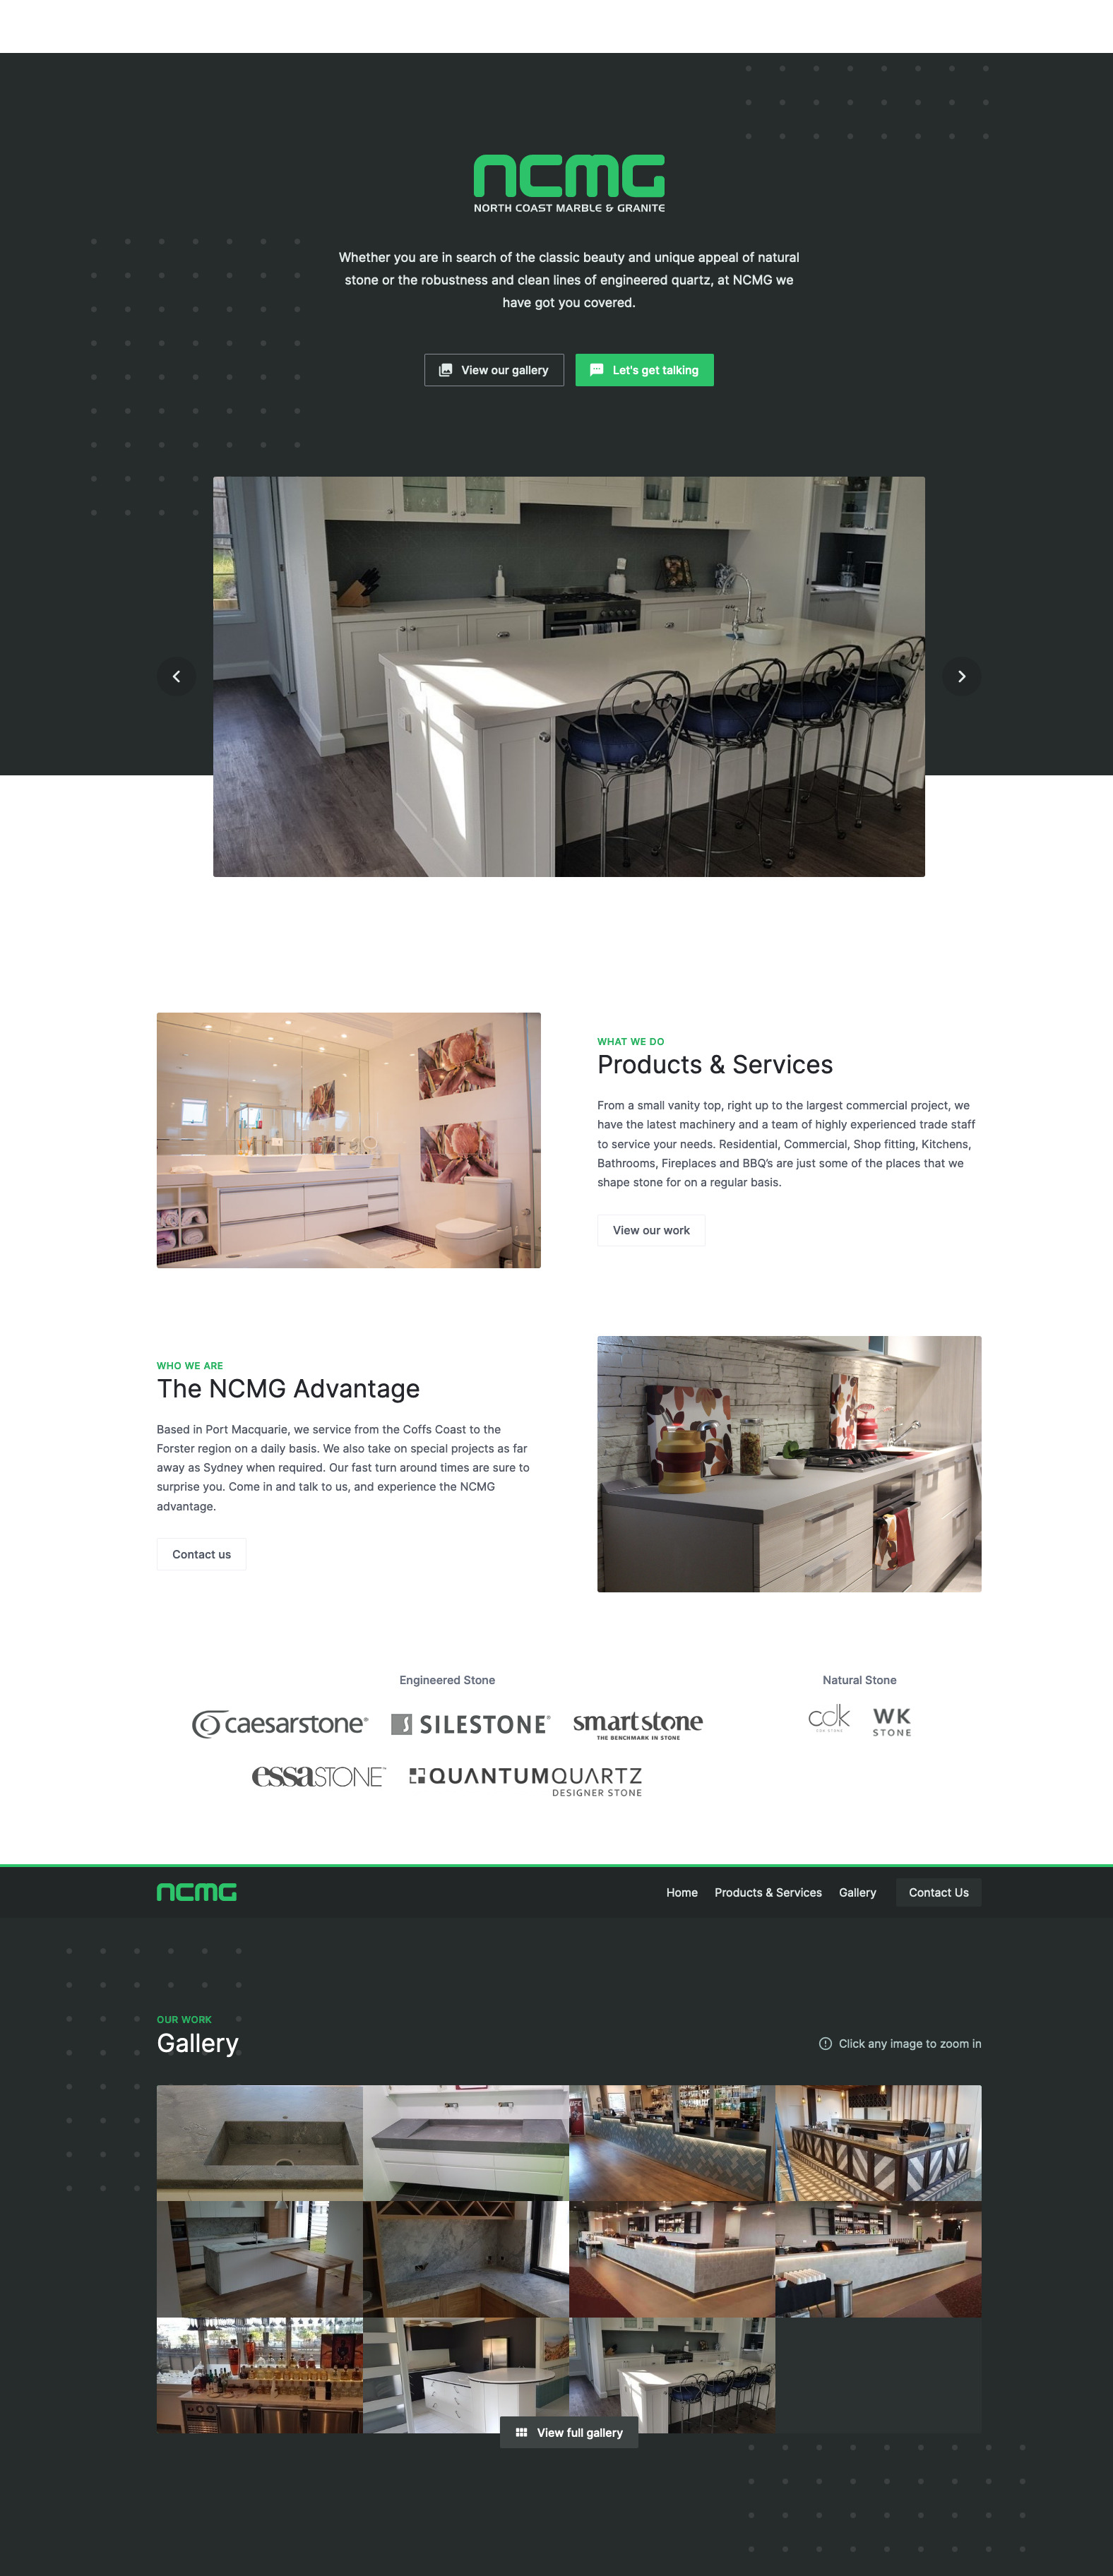 ncmg
NORTH COAST MARBLE & GRANITE
Whether you are in search of the classic beauty and unique appeal of natural
stone or the robustness and clean lines of engineered quartz, at NCMG we
have got you covered.
View our gallery
Let's get talking
WHAT WE DO
Products & Services
From a small vanity top, right up to the largest commercial project, we
have the latest machinery and a team of highly experienced trade staff
to service your needs. Residential, Commercial, Shop fitting, Kitchens,
Bathrooms, Fireplaces and BBQ's are just some of the places that we
shape stone for on a regular basis.
View our work
WHO WE ARE
The NCMG Advantage
Based in Port Macquarie, we service from the Coffs Coast to the
Forster region on a daily basis. We also take on special projects as far
away as Sydney when required. Our fast turn around times are sure to
surprise you. Come in and talk to us, and experience the NCMG
advantage.
Contact us
Engineered Stone
caesarstone®
SILESTONE®
smartstone
THE BENCHMARK IN STONE
essaSTONE™
QUANTUMQUARTZ
DESIGNER STONE
Natural Stone
cdk
CDK STONE
WK
STONE
ncmg
Home
Products & Services
Gallery
Contact Us
OUR WORK
Gallery
Click any image to zoom in
View full gallery